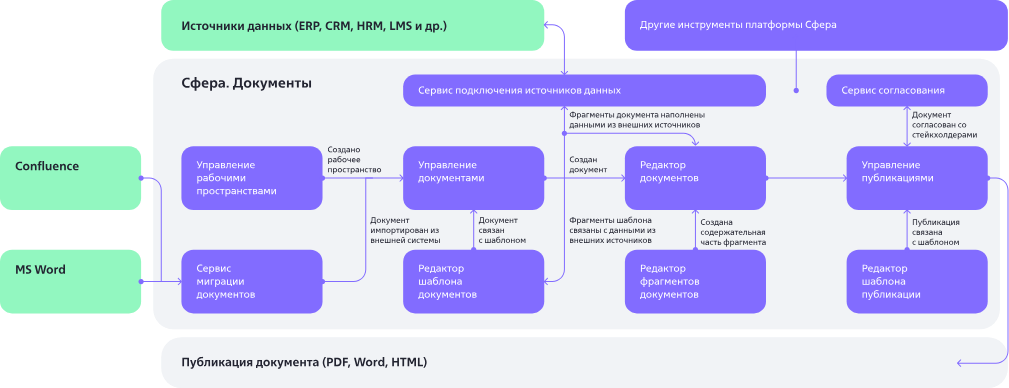 Источники данных (ERP, CRM, HRM, LMS и др.)
Другие инструменты платформы Сфера
Сфера. Документы
Сервис подключения источников данных
Сервис согласования
Фрагменты документа наполнены
данными из внешних источников
Документ
согласован со
стейкхолдерами
Confluence
Управление
рабочими
пространствами
Создано
рабочее
пространство
Управление
документами
Создан
документ
Редактор
документов
Управление
публикациями
Документ
импортирован из
внешней системы
Документ
связан
с шаблоном
Фрагменты шаблона
связаны с данными из
внешних источников
Создана
содержательная
часть фрагмента
Публикация
связана
с шаблоном
MS Word
Сервис
миграции
документов
Редактор
шаблона
документов
Редактор
фрагментов
документов
Редактор
шаблона
публикации
Публикация документа (PDF, Word, HTML)